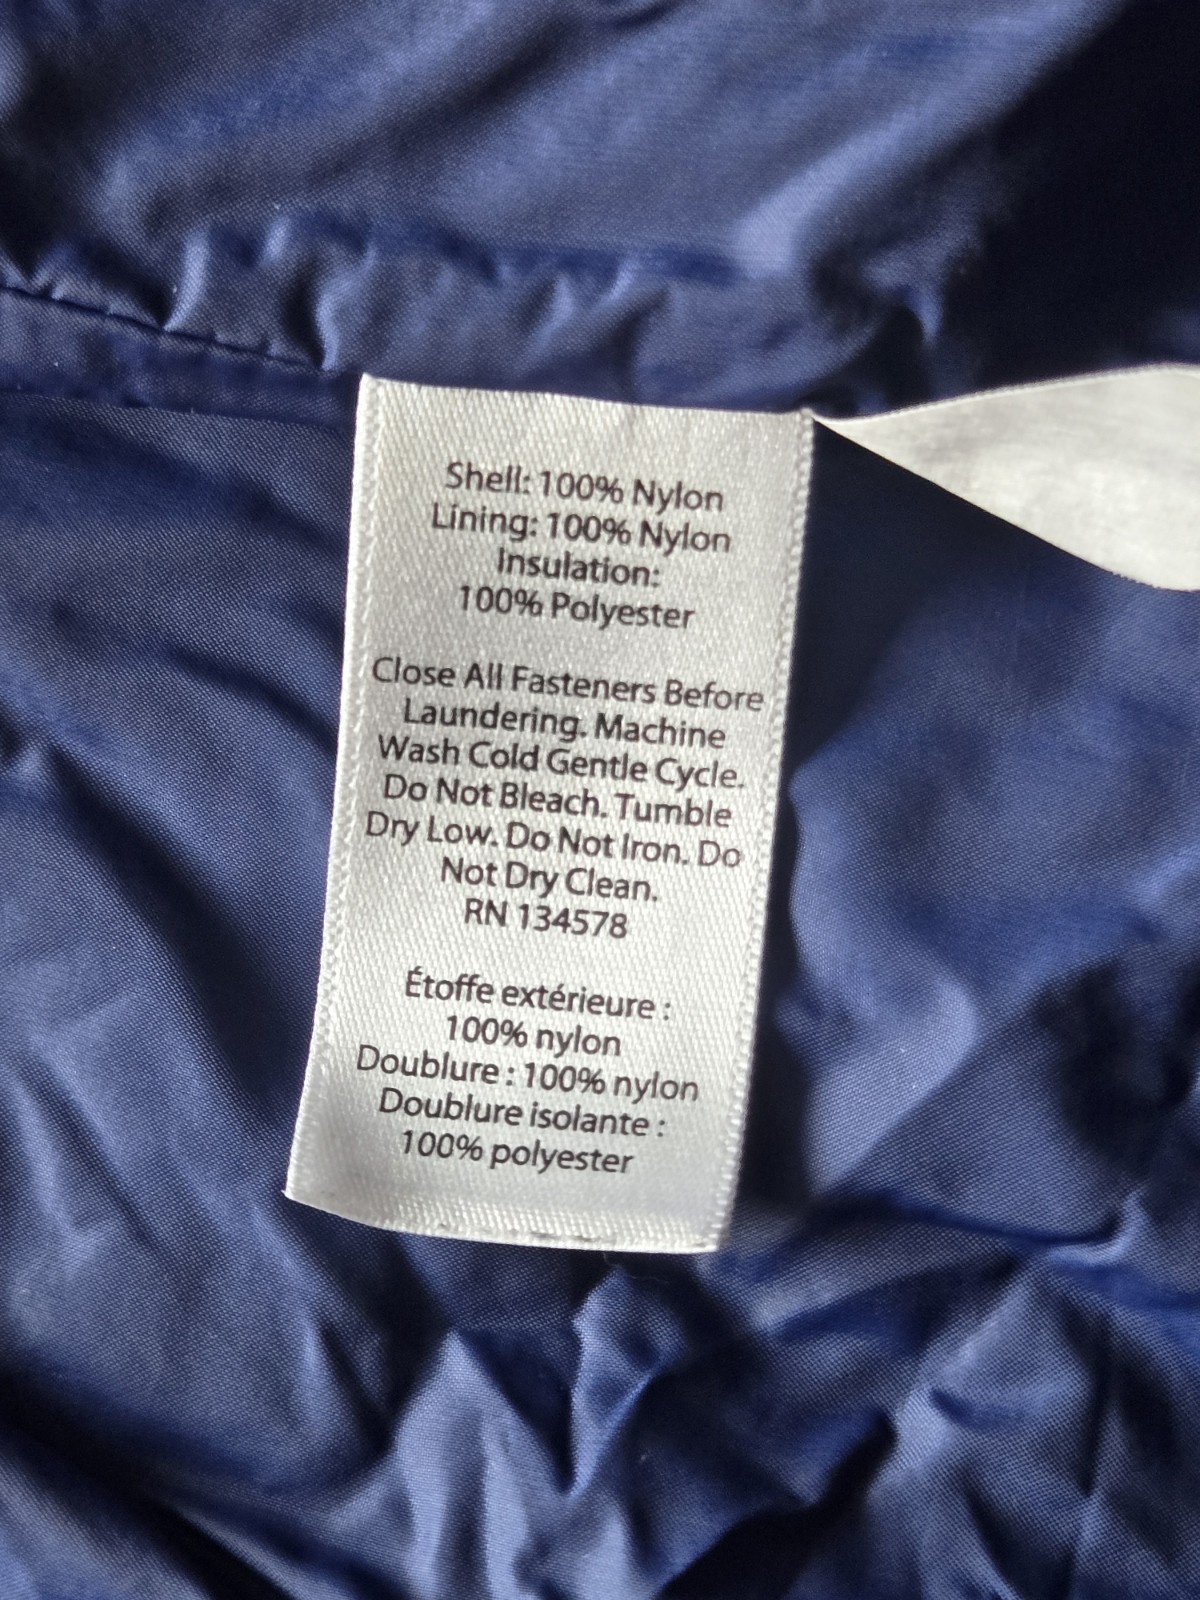 Shell: 100% Nylon
Lining: 100% Nylon
Insulation:
100% Polyester
Close All Fasteners Before
Laundering. Machine
Wash Cold Gentle Cycle.
Do Not Bleach. Tumble
Dry Low. Do Not Iron. Do
Not Dry Clean.
RN 134578
Étoffe extérieure :
100% nylon
Doublure : 100% nylon
Doublure isolante :
100% polyester